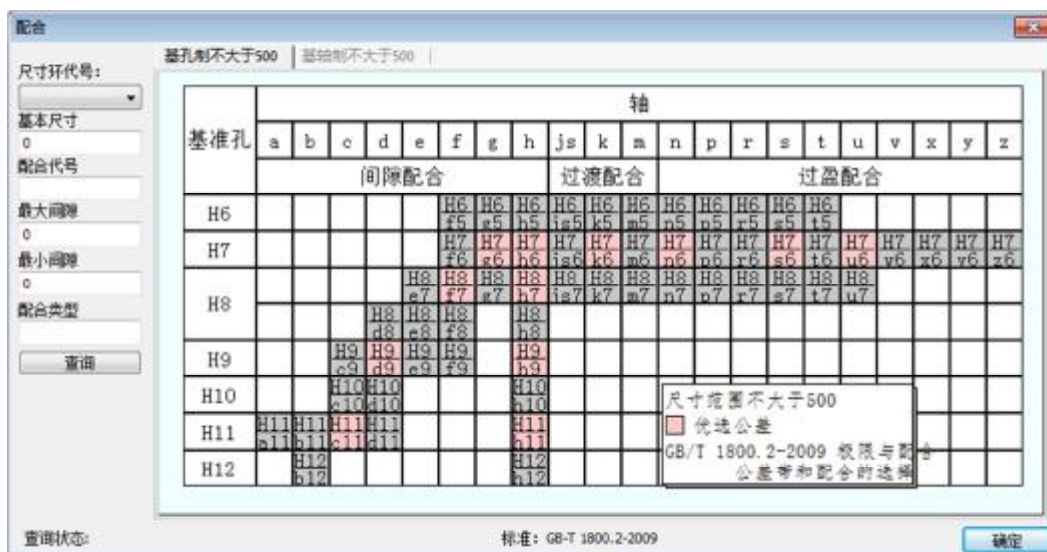 配合
基孔制不大于500
基轴制不大于500
尺寸环代号:
基本尺寸
0
配合代号
最大间隙
0
最小间隙
0
配合类型
查询
基准孔
轴
a b c d e f g h js k m n p r s t u v x y z
间隙配合 过渡配合 过盈配合
H6
H6 H6 H6 H6 H6 H6 H6 H6 H6 H6 H6
f5 g5 h5 js5 k5 m5 n5 p5 r5 s5 t5
H7
H7 H7 H7 H7 H7 H7 H7 H7 H7 H7 H7 H7 H7 H7 H7 H7
f6 g6 h6 js6 k6 m6 n6 p6 r6 s6 t6 u6 v6 x6 y6 z6
H8
H8 H8 H8 H8 H8 H8 H8 H8 H8 H8 H8 H8 H8
e7 f7 g7 h7 js7 k7 m7 n7 p7 r7 s7 t7 u7
H8 H8 H8 H8
d8 e8 f8 h8
H9
H9 H9 H9 H9 H9
c9 d9 e9 f9 h9
H10
H10 H10 H10
c10 d10 h10
H11
H11 H11 H11 H11 H11
a11 b11 c11 d11 h11
H12
H12 H12
b12 h12
尺寸范围不大于500
优选公差
GB/T 1800.2-2009 极限与配合
公差带和配合的选择
查询状态:
标准: GB-T 1800.2-2009
确定